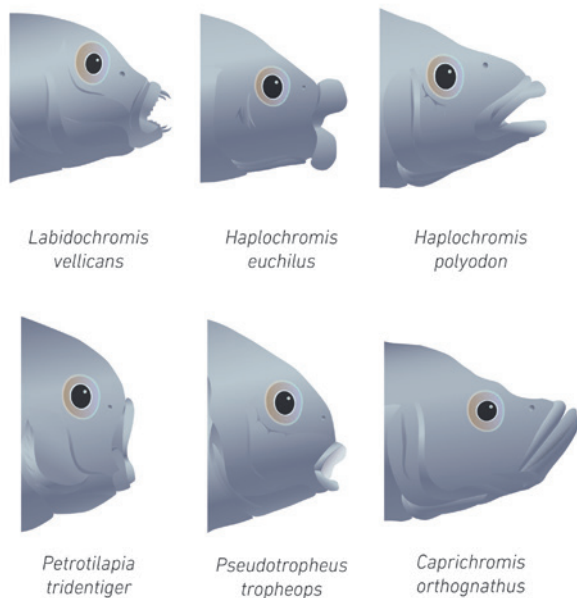 Labidochromis
vellicans
Haplochromis
euchilus
Haplochromis
polyodon
Petrotilapia
tridentiger
Pseudotropheus
tropheops
Caprichromis
orthognathus